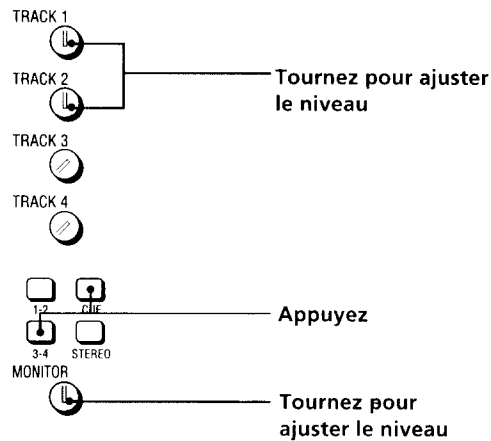 TRACK 1
TRACK 2
Tournez pour ajuster
le niveau
TRACK 3
TRACK 4
1-2 CUE
3-4 STEREO
Appuyez
MONITOR
Tournez pour
ajuster le niveau